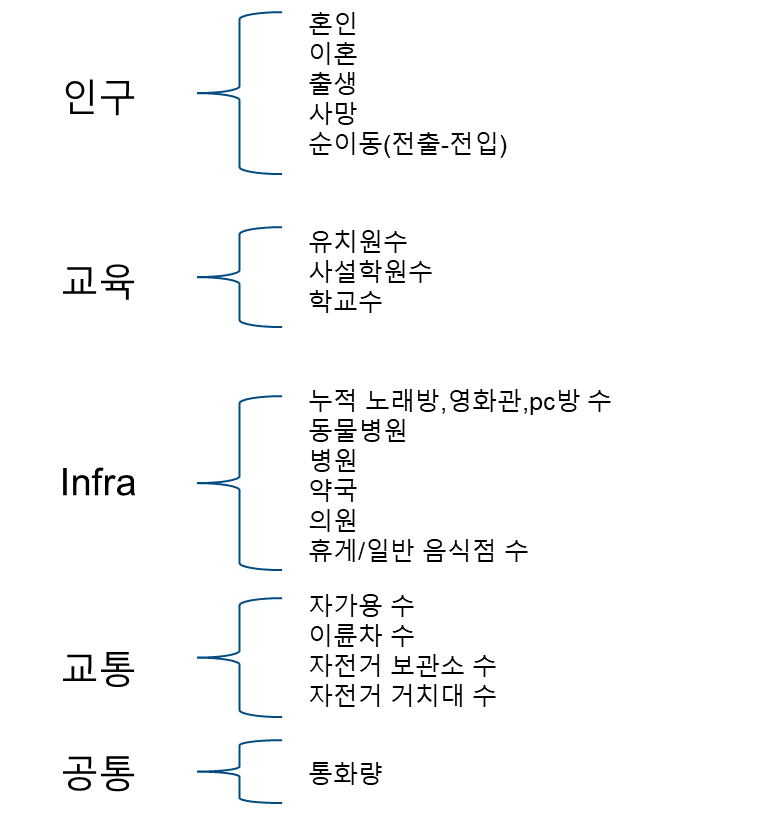 인구
혼인
이혼
출생
사망
순이동(전출-전입)
교육
유치원수
사설학원수
학교수
Infra
누적 노래방,영화관,pc방 수
동물병원
병원
약국
의원
휴게/일반 음식점 수
교통
자가용 수
이륜차 수
자전거 보관소 수
자전거 거치대 수
공통
통화량